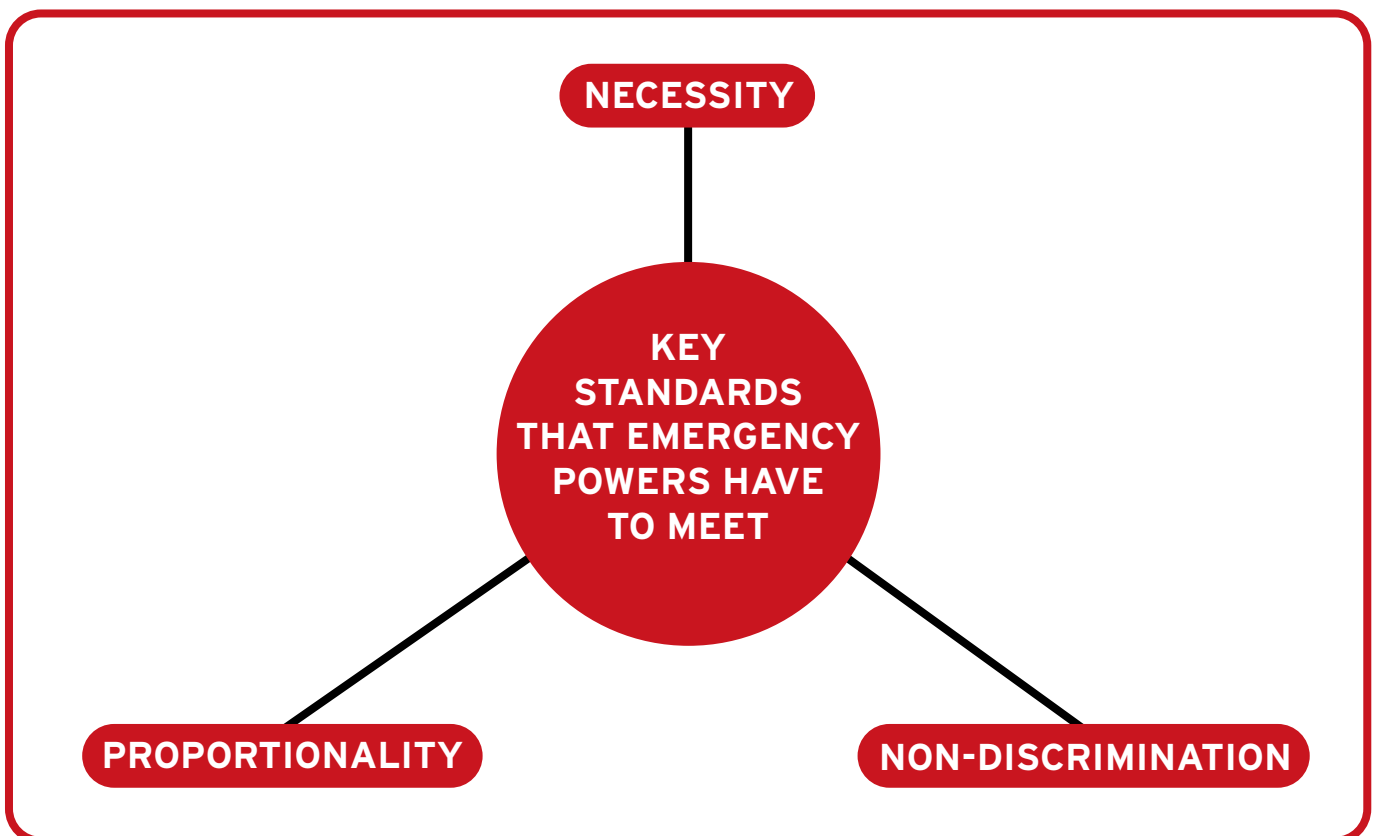 NECESSITY
KEY
STANDARDS
THAT EMERGENCY
POWERS HAVE
TO MEET
PROPORTIONALITY
NON-DISCRIMINATION